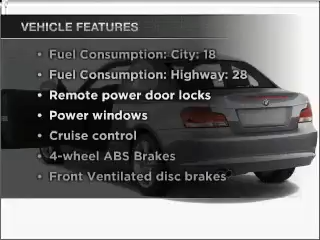 VEHICLE FEATURES
• Fuel Consumption: City: 18
• Fuel Consumption: Highway: 28
• Remote power door locks
• Power windows
• Cruise control
• 4-wheel ABS Brakes
• Front Ventilated disc brakes